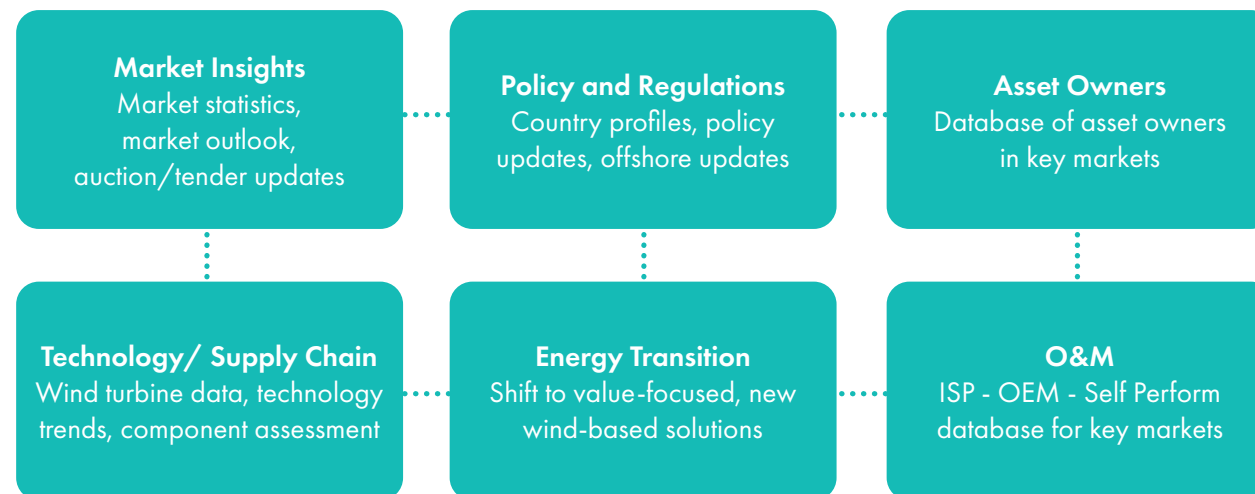 Market Insights
Market statistics,
market outlook,
auction/tender updates
Policy and Regulations
Country profiles, policy
updates, offshore updates
Asset Owners
Database of asset owners
in key markets
Technology/ Supply Chain
Wind turbine data, technology
trends, component assessment
Energy Transition
Shift to value-focused, new
wind-based solutions
O&M
ISP - OEM - Self Perform
database for key markets